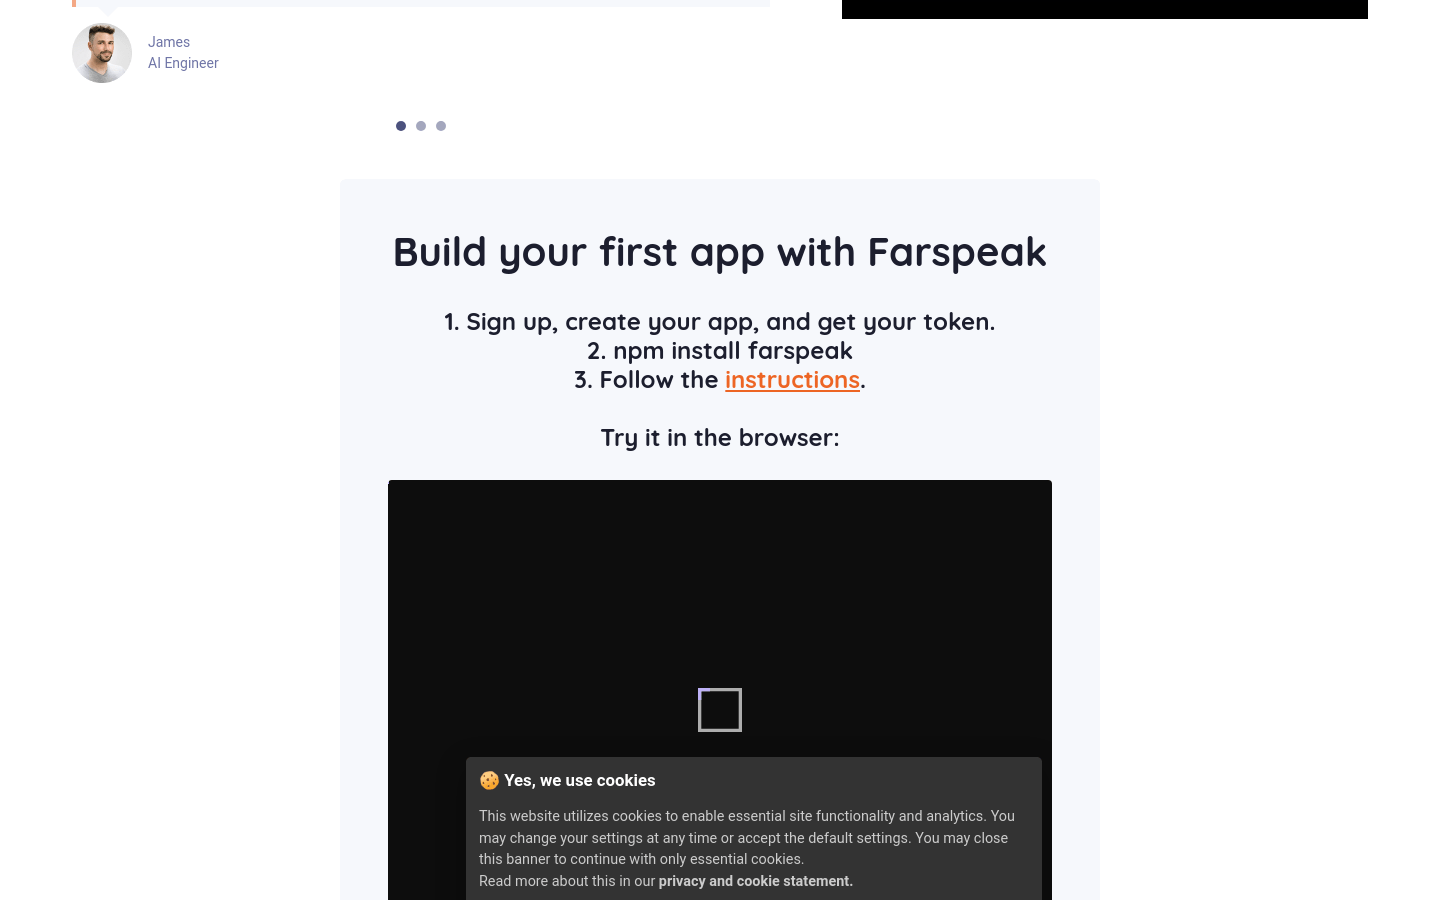 James
AI Engineer
Build your first app with Farspeak
1. Sign up, create your app, and get your token.
2. npm install farspeak
3. Follow the instructions.
Try it in the browser:
🍪 Yes, we use cookies
This website utilizes cookies to enable essential site functionality and analytics. You
may change your settings at any time or accept the default settings. You may close
this banner to continue with only essential cookies.
Read more about this in our privacy and cookie statement.